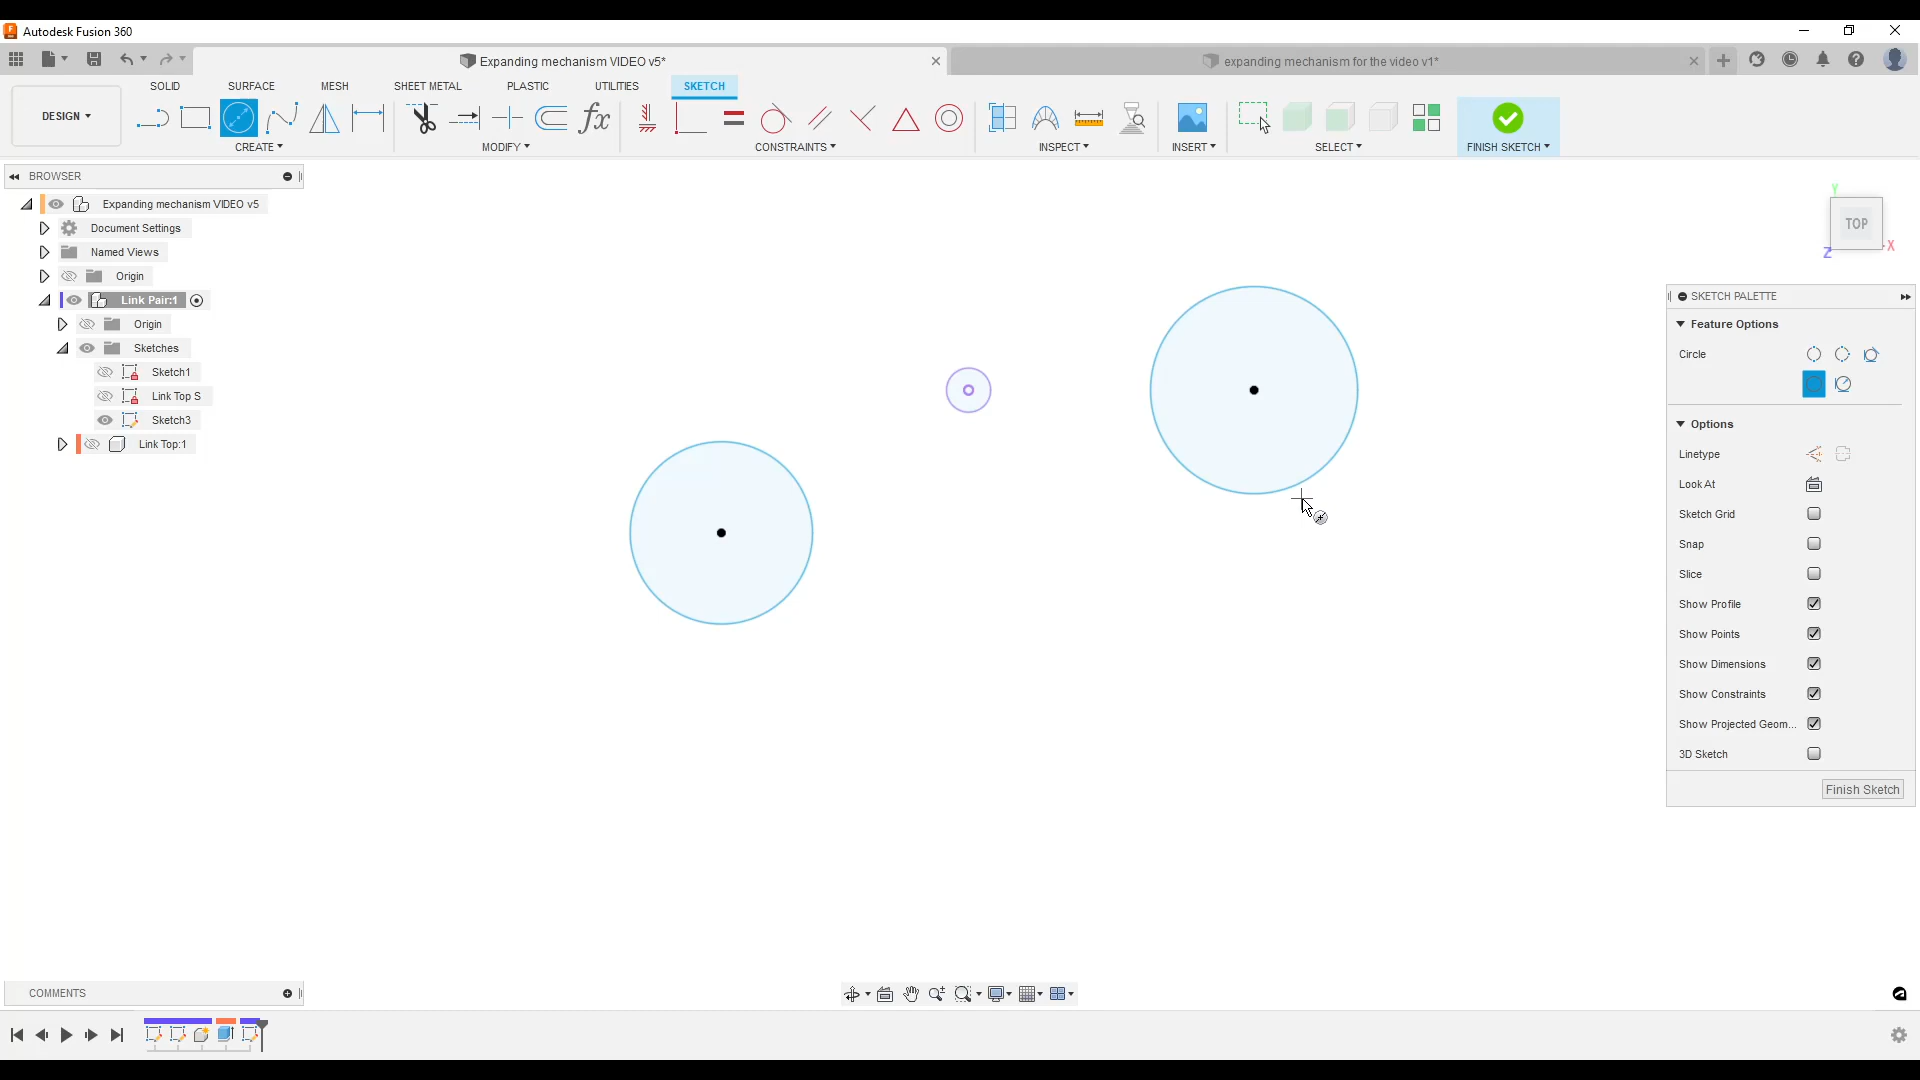 Autodesk Fusion 360
Expanding mechanism VIDEO v5*
expanding mechanism for the video v1*
SOLID
SURFACE
MESH
SHEET METAL
PLASTIC
UTILITIES
SKETCH
DESIGN
CREATE
MODIFY
CONSTRAINTS
INSPECT
INSERT
SELECT
FINISH SKETCH
BROWSER
Expanding mechanism VIDEO v5
Document Settings
Named Views
Origin
Link Pair:1
Origin
Sketches
Sketch1
Link Top S
Sketch3
Link Top:1
Y
TOP
X
Z
SKETCH PALETTE
Feature Options
Circle
Options
Linetype
Look At
Sketch Grid
Snap
Slice
Show Profile
Show Points
Show Dimensions
Show Constraints
Show Projected Geom...
3D Sketch
Finish Sketch
COMMENTS